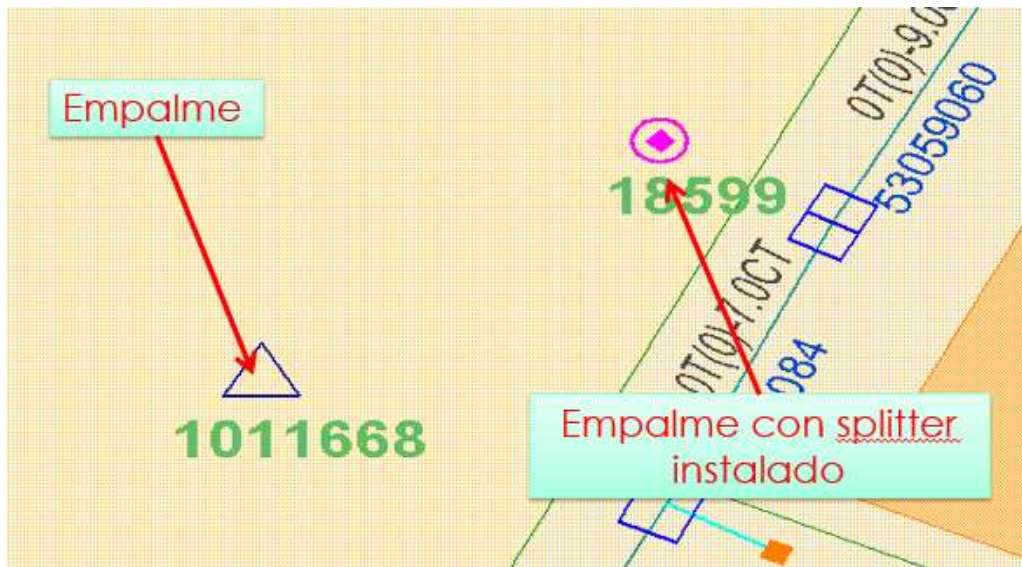 Empalme
0T(0)-9.0
53059060
18599
0T(0)-7.0CT
084
Empalme con splitter
instalado
1011668